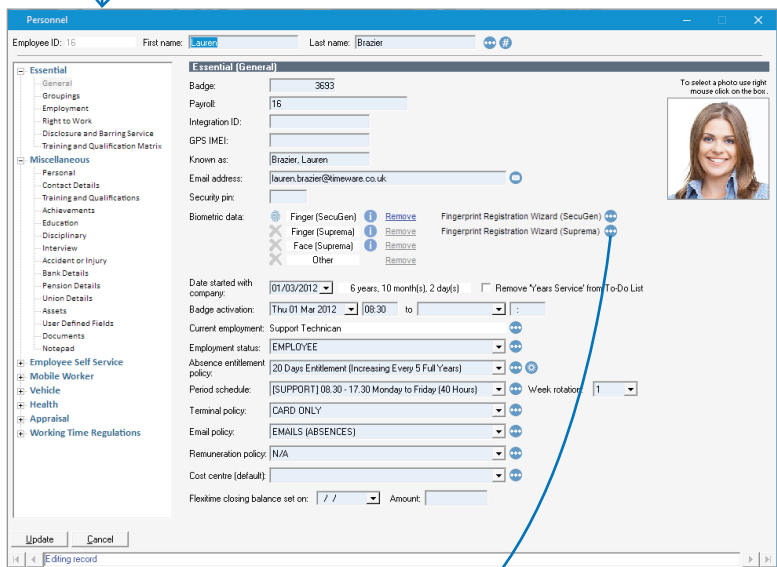 Personnel
Employee ID: 16 First name: Lauren Last name: Brazier
Essential
General
Groupings
Employment
Right to Work
Disclosure and Barring Service
Training and Qualification Matrix
Miscellaneous
Personal
Contact Details
Training and Qualifications
Achievements
Education
Disciplinary
Interview
Accident or Injury
Bank Details
Pension Details
Union Details
Assets
User Defined Fields
Documents
Notepad
Employee Self Service
Mobile Worker
Vehicle
Health
Appraisal
Working Time Regulations
Essential (General)
Badge: 3693
Payroll: 16
Integration ID:
GPS IMEI:
Known as: Brazier, Lauren
Email address: lauren.brazier@timeware.co.uk
Security pin:
Biometric data: Finger (SecuGen) Remove Fingerprint Registration Wizard (SecuGen)
Finger (Suprema) Remove Fingerprint Registration Wizard (Suprema)
Face (Suprema) Remove
Other Remove
Date started with
company: 01/03/2012 6 years, 10 month(s), 2 day(s) Remove 'Years Service' from To-Do List
Badge activation: Thu 01 Mar 2012 08:30 to :
Current employment: Support Technican
Employment status: EMPLOYEE
Absence entitlement
policy: 20 Days Entitlement (Increasing Every 5 Full Years)
Period schedule: [SUPPORT] 08.30 - 17.30 Monday to Friday (40 Hours) Week rotation: 1
Terminal policy: CARD ONLY
Email policy: EMAILS (ABSENCES)
Remuneration policy: N/A
Cost centre (default):
Flexitime closing balance set on: / / Amount:
To select a photo use right
mouse click on the box.
Update Cancel
Editing record